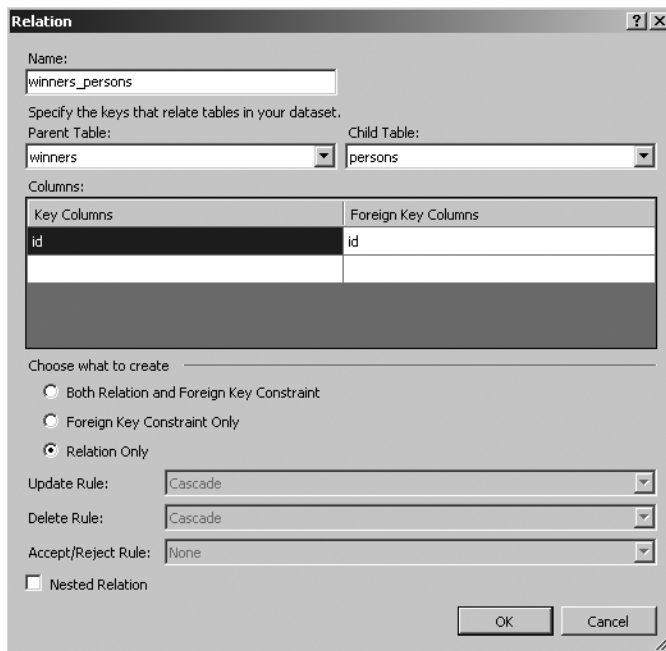 Relation
Name:
winners_persons
Specify the keys that relate tables in your dataset.
Parent Table: Child Table:
winners persons
Columns:
Key Columns Foreign Key Columns
id id
Choose what to create
Both Relation and Foreign Key Constraint
Foreign Key Constraint Only
Relation Only
Update Rule: Cascade
Delete Rule: Cascade
Accept/Reject Rule: None
Nested Relation
OK Cancel